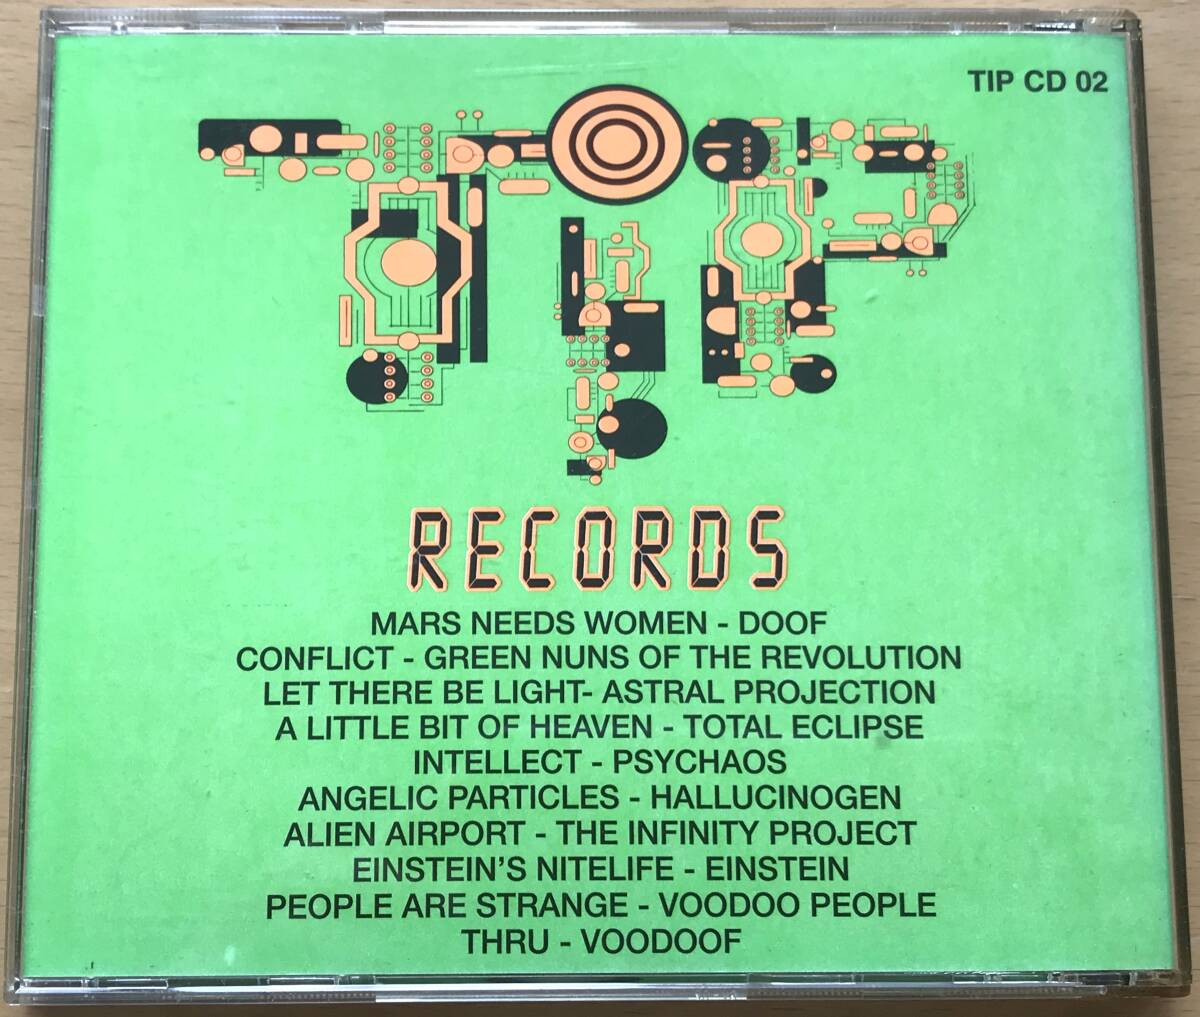 TIP CD 02
TIP
RECORDS
MARS NEEDS WOMEN - DOOF
CONFLICT - GREEN NUNS OF THE REVOLUTION
LET THERE BE LIGHT- ASTRAL PROJECTION
A LITTLE BIT OF HEAVEN - TOTAL ECLIPSE
INTELLECT - PSYCHAOS
ANGELIC PARTICLES - HALLUCINOGEN
ALIEN AIRPORT - THE INFINITY PROJECT
EINSTEIN'S NITELIFE - EINSTEIN
PEOPLE ARE STRANGE - VOODOO PEOPLE
THRU - VOODOOF